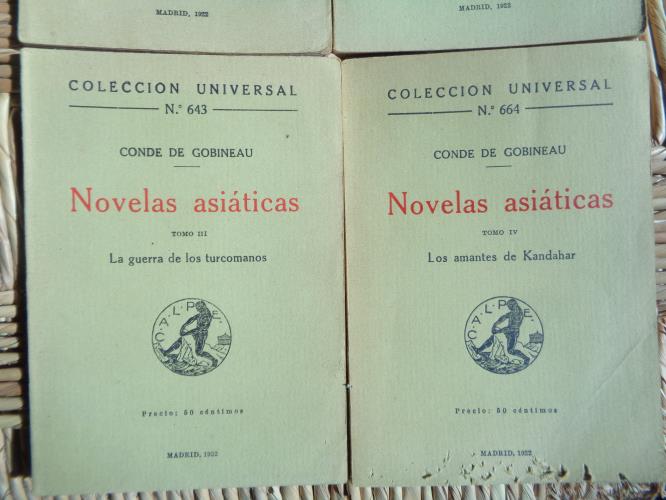 MADRID, 1922
MADRID, 1922
COLECCION UNIVERSAL
N.º 643
CONDE DE GOBINEAU
Novelas asiáticas
TOMO III
La guerra de los turcomanos
CALPE
Precio: 50 céntimos
MADRID, 1922
COLECCION UNIVERSAL
N.º 664
CONDE DE GOBINEAU
Novelas asiáticas
TOMO IV
Los amantes de Kandahar
CALPE
Precio: 50 céntimos
MADRID, 1922